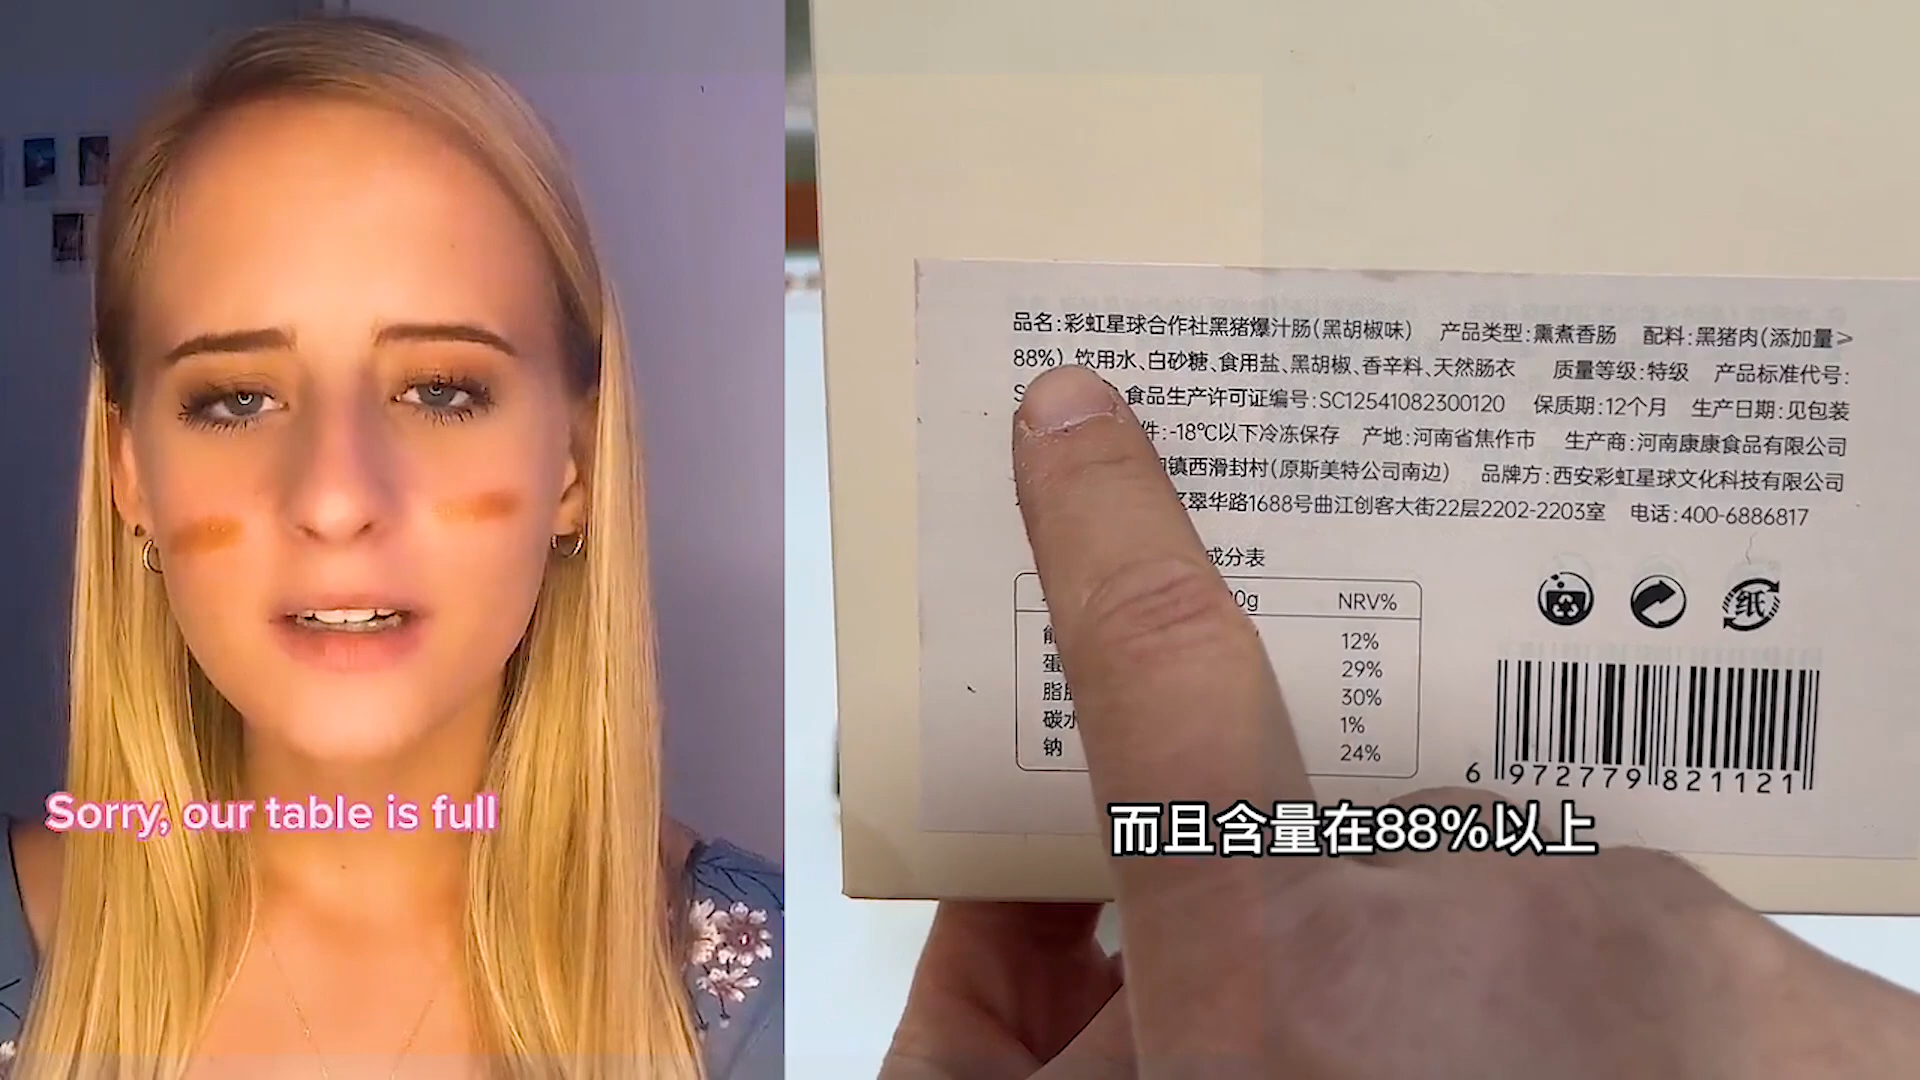 Sorry, our table is full
品名:彩虹星球合作社黑猪爆汁肠(黑胡椒味) 产品类型:熏煮香肠 配料:黑猪肉(添加量≥
88%) 饮用水、白砂糖、食用盐、黑胡椒、香辛料、天然肠衣 质量等级:特级 产品标准代号:
食品生产许可证编号:SC12541082300120 保质期:12个月 生产日期:见包装
件:-18℃以下冷冻保存 产地:河南省焦作市 生产商:河南康康食品有限公司
镇西滑封村(原斯美特公司南边) 品牌方:西安彩虹星球文化科技有限公司
区翠华路1688号曲江创客大街22层2202-2203室 电话:400-6886817
成分表
0g NRV%
能 12%
蛋 29%
脂肪 30%
碳水 1%
钠 24%
纸
6 972779 821121
而且含量在88%以上